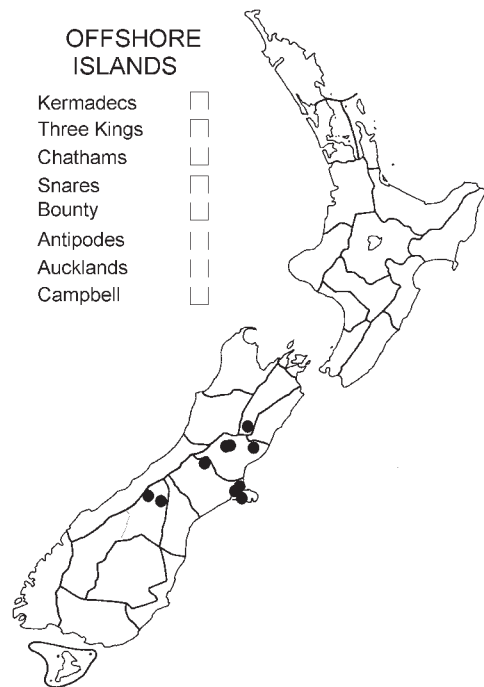 OFFSHORE
ISLANDS
Kermadecs
Three Kings
Chathams
Snares
Bounty
Antipodes
Aucklands
Campbell